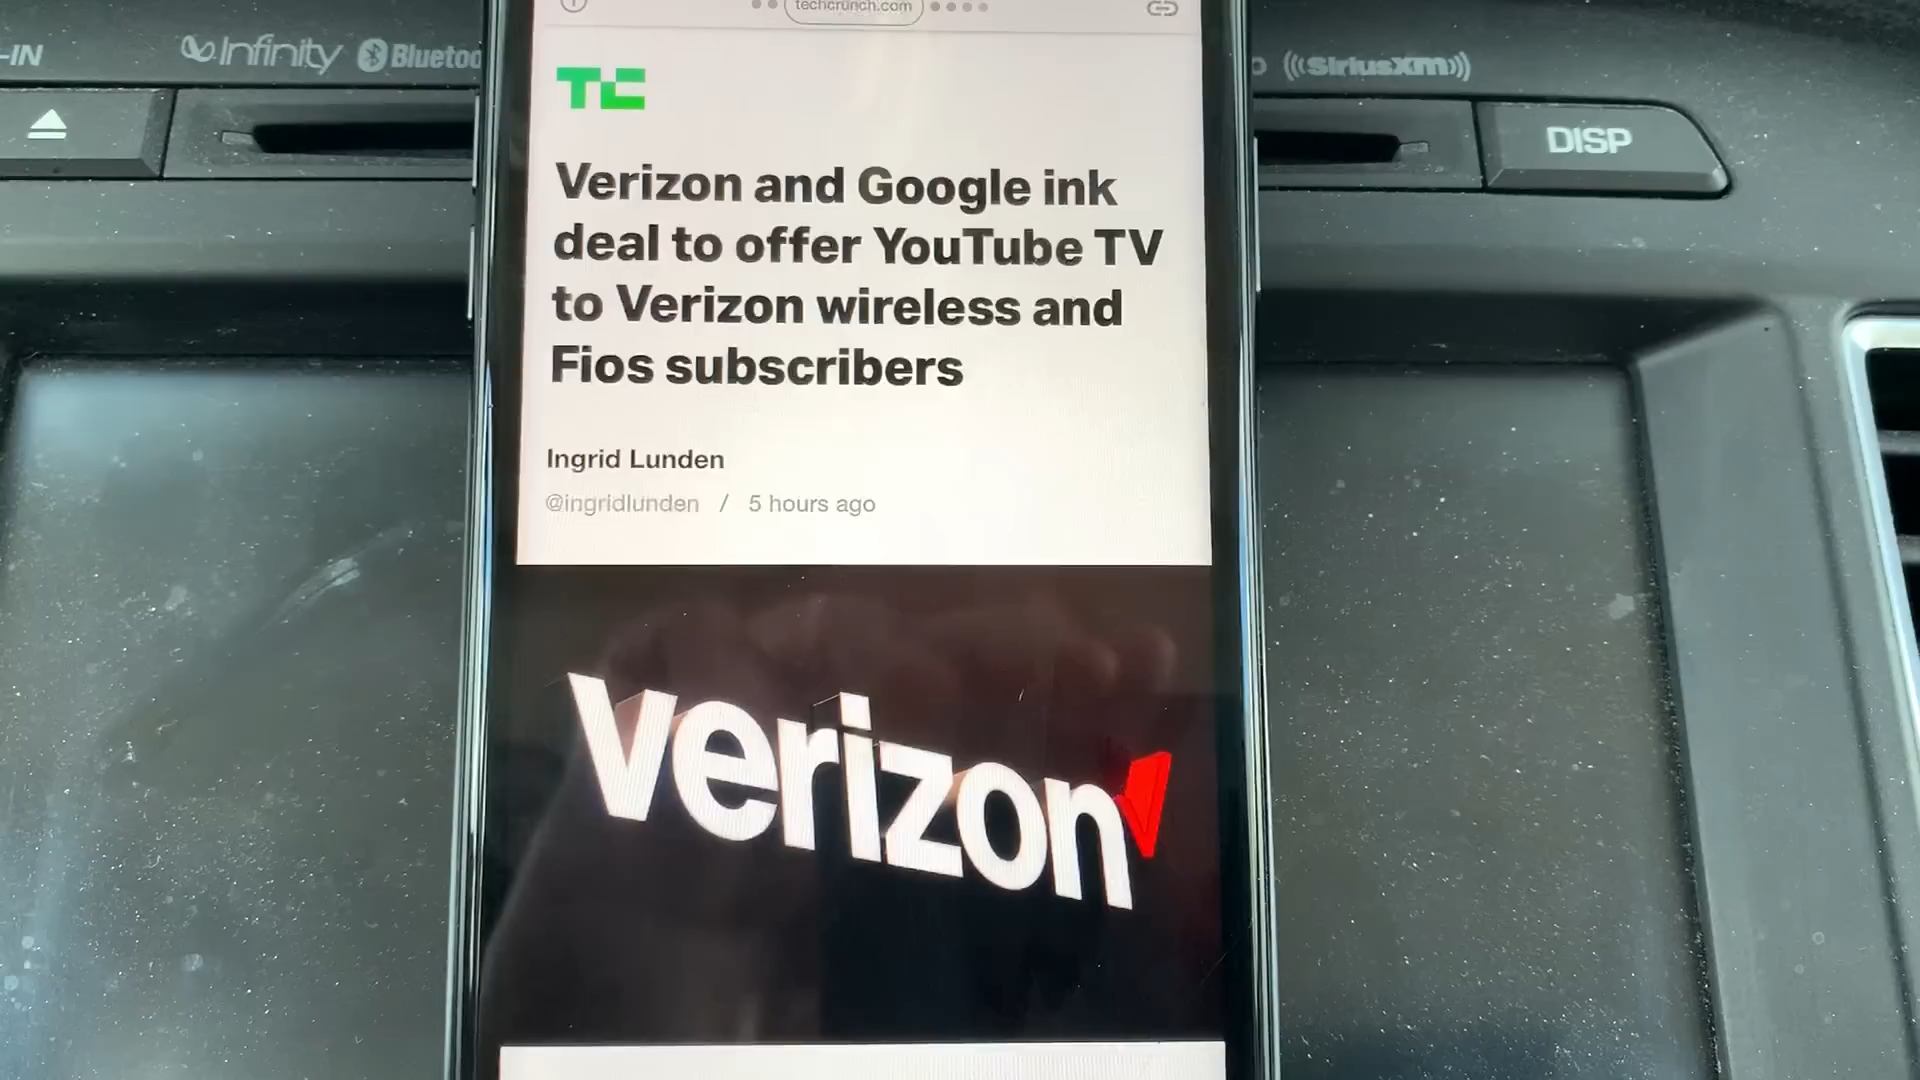 techcrunch.com
-IN
Infinity
Bluetoo
SiriusXM
DISP
TC
Verizon and Google ink
deal to offer YouTube TV
to Verizon wireless and
Fios subscribers
Ingrid Lunden
@ingridlunden / 5 hours ago
verizon